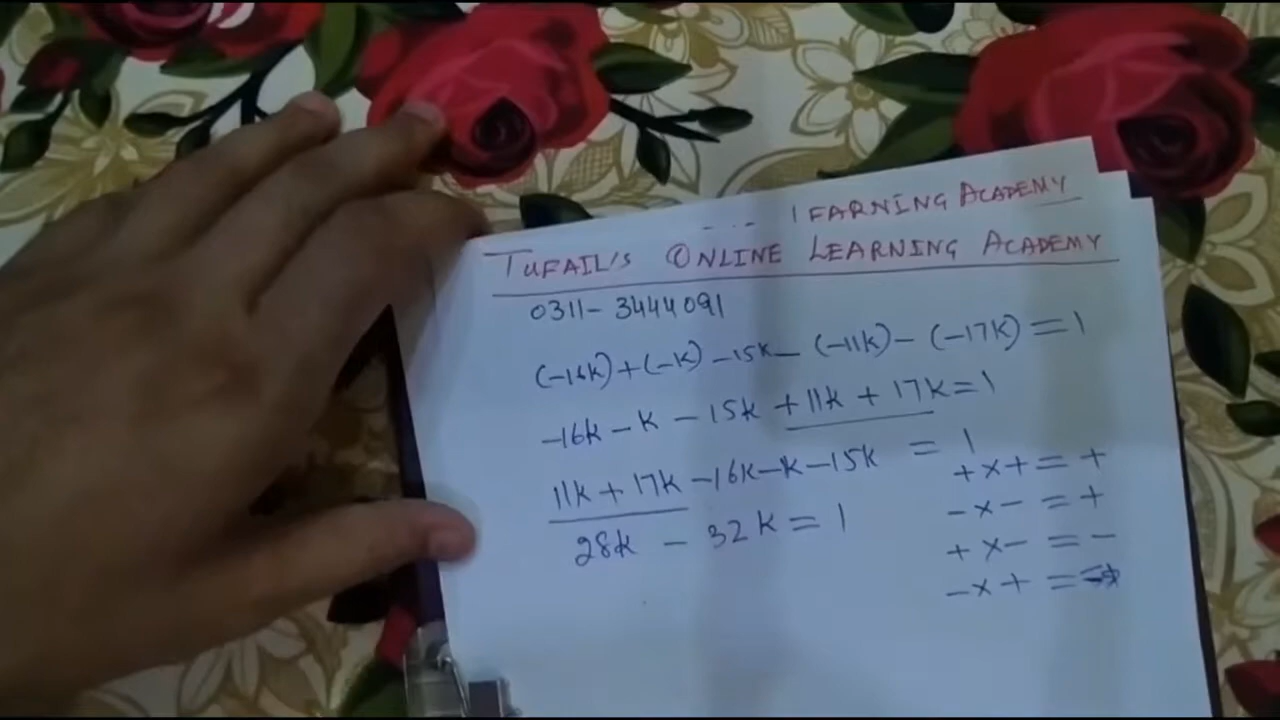 LEARNING ACADEMY
TUFAIL'S ONLINE LEARNING ACADEMY
0311-3444091
(-16k)+(-k)-15k-(-11k)-(-17k)=1
-16k-k-15k+11k+17k=1
11k+17k-16k-k-15k=1
28k-32k=1
+x+=+
-x-=+
+x-=-
-x+=